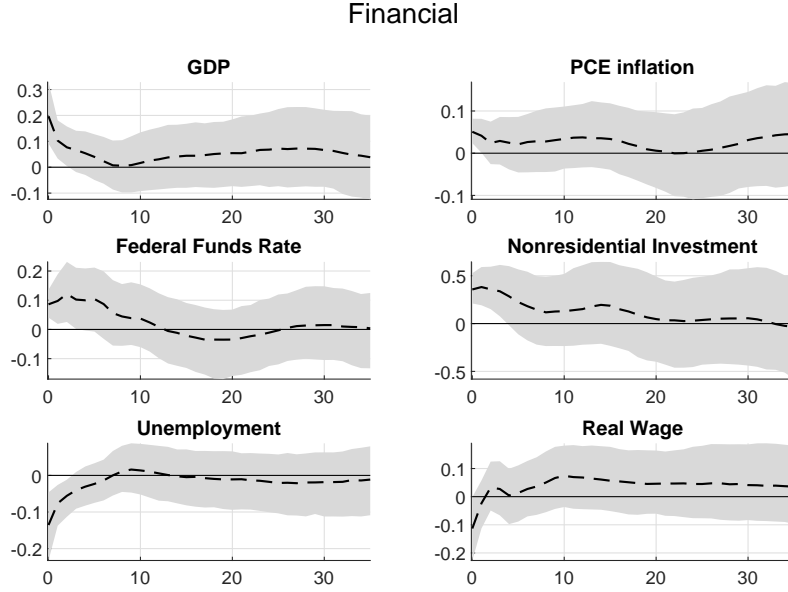 Financial
GDP
0.3
0.2
0.1
0
-0.1
0 10 20 30
PCE inflation
0.1
0
-0.1
0 10 20 30
Federal Funds Rate
0.2
0.1
0
-0.1
0 10 20 30
Nonresidential Investment
0.5
0
-0.5
0 10 20 30
Unemployment
0
-0.1
-0.2
0 10 20 30
Real Wage
0.1
0
-0.1
-0.2
0 10 20 30